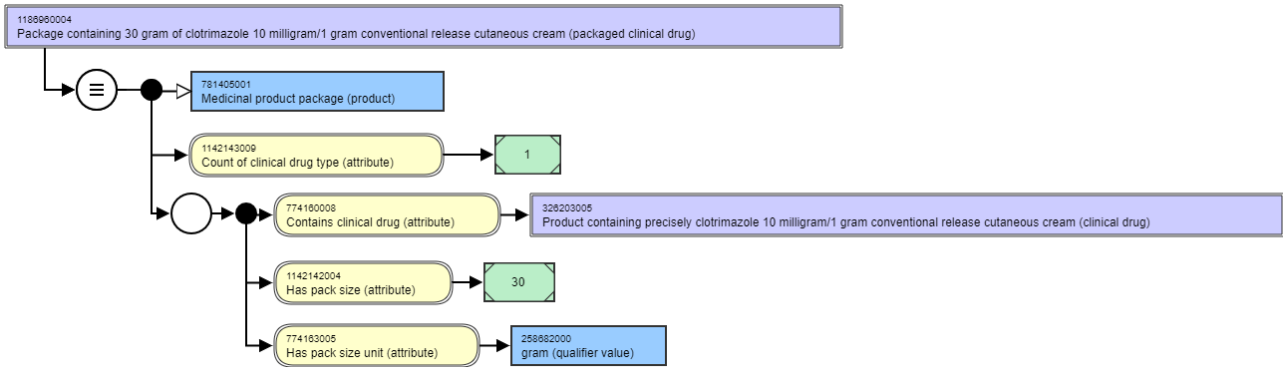 1186960004
Package containing 30 gram of clotrimazole 10 milligram/1 gram conventional release cutaneous cream (packaged clinical drug)
781405001
Medicinal product package (product)
1142143009
Count of clinical drug type (attribute)
1
774160008
Contains clinical drug (attribute)
326203005
Product containing precisely clotrimazole 10 milligram/1 gram conventional release cutaneous cream (clinical drug)
1142142004
Has pack size (attribute)
30
774163005
Has pack size unit (attribute)
258682000
gram (qualifier value)